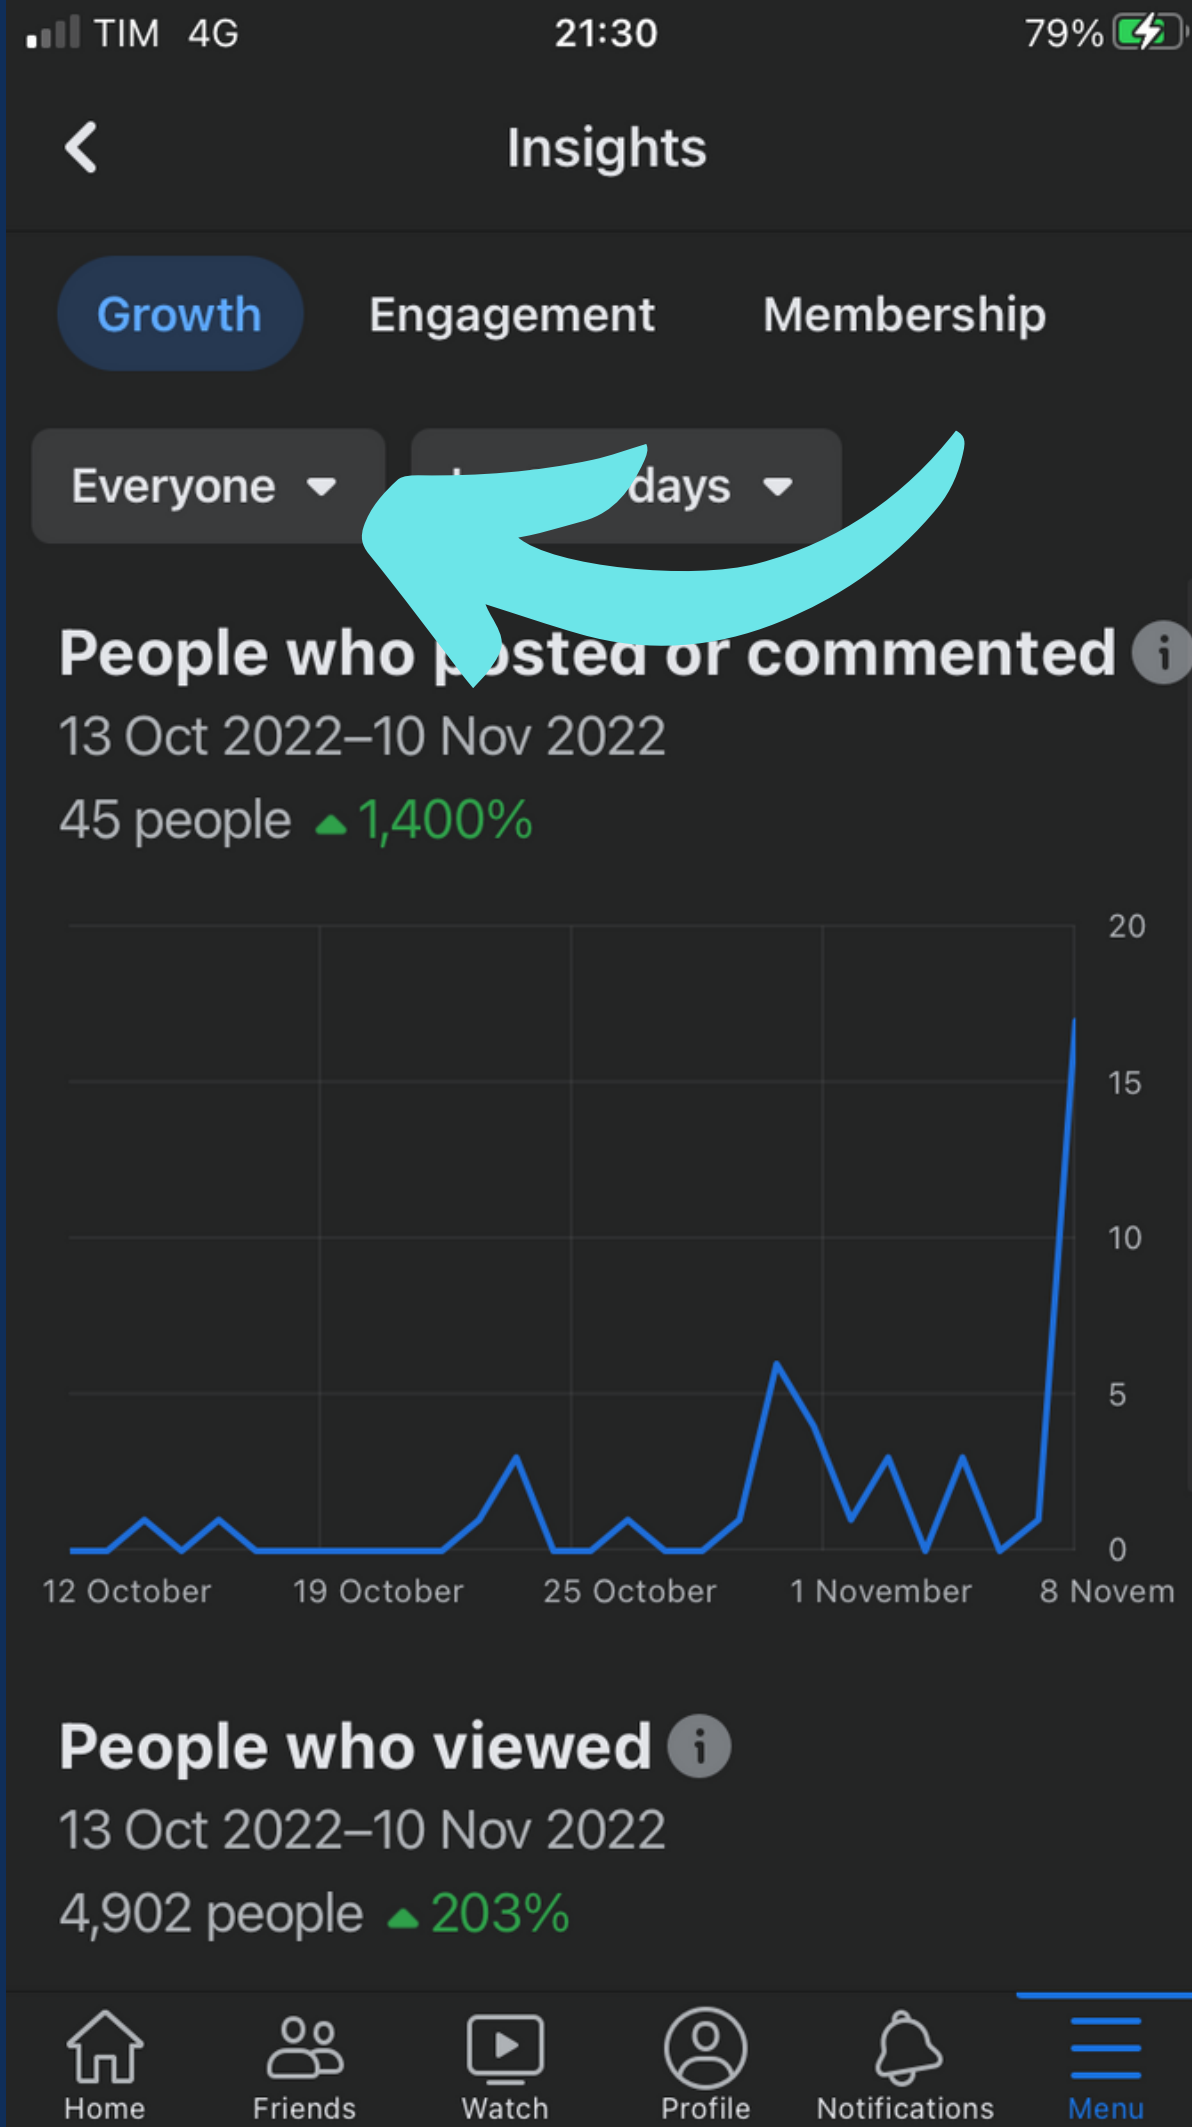 TIM 4G 21:30 79%
Insights
Growth Engagement Membership
Everyone days
People who posted or commented
13 Oct 2022–10 Nov 2022
45 people 1,400%
20
15
10
5
0
12 October 19 October 25 October 1 November 8 Novem
People who viewed
13 Oct 2022–10 Nov 2022
4,902 people 203%
Home Friends Watch Profile Notifications Menu